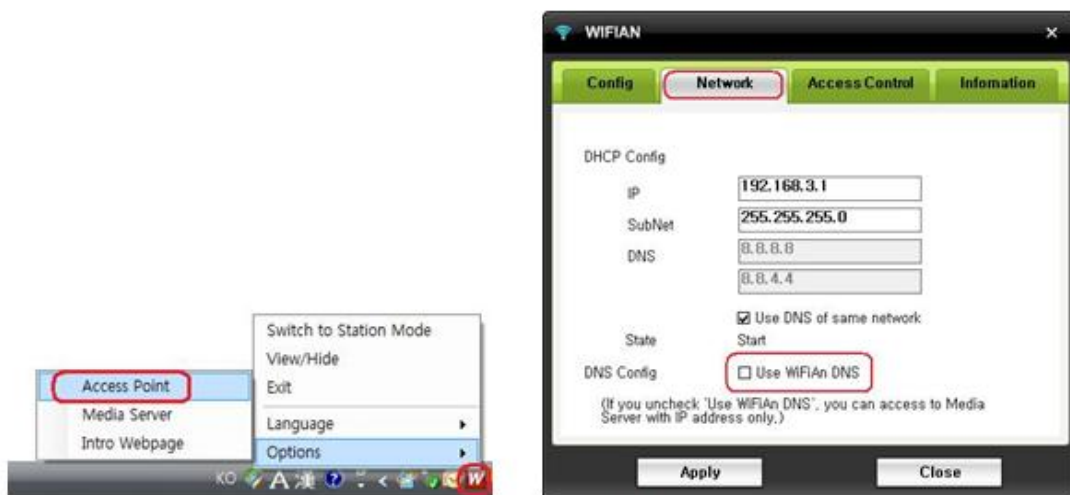 Switch to Station Mode
View/Hide
Exit
Language
Options
Access Point
Media Server
Intro Webpage
KO A 漢 ? < W
WIFIAN
Config Network Access Control Infomation
DHCP Config
IP 192.168.3.1
SubNet 255.255.255.0
DNS 8.8.8.8
8.8.4.4
Use DNS of same network
State Start
DNS Config Use WiFiAn DNS
(If you uncheck "Use WiFiAn DNS", you can access to Media
Server with IP address only.)
Apply Close